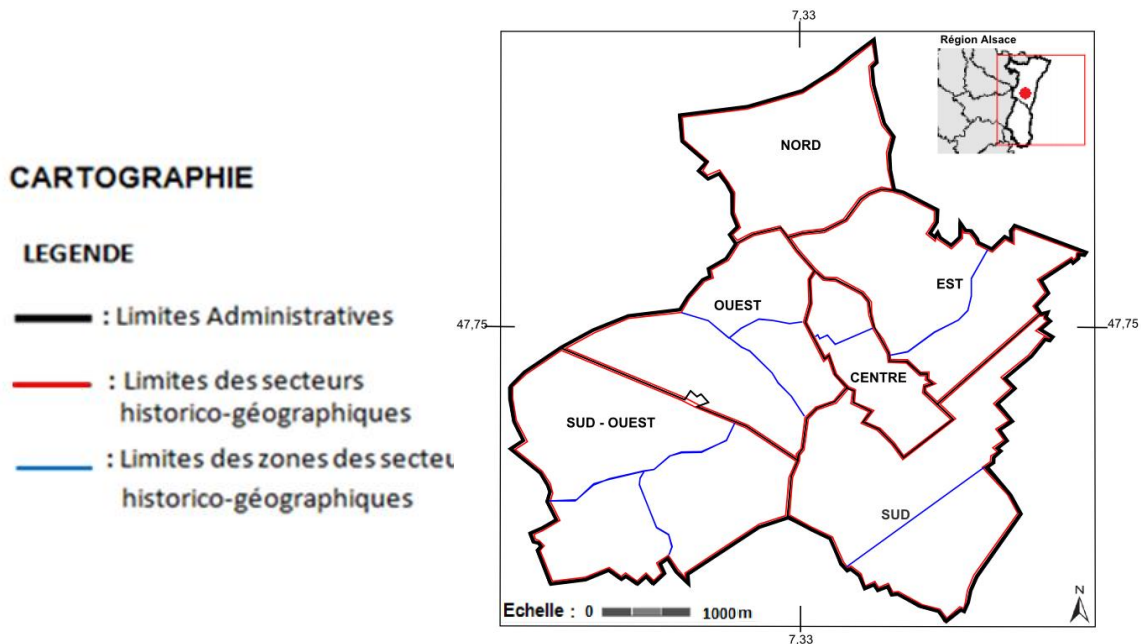 CARTOGRAPHIE
LEGENDE
: Limites Administratives
: Limites des secteurs
historico-géographiques
: Limites des zones des secteu
historico-géographiques
7,33
Région Alsace
NORD
EST
OUEST
47,75
47,75
CENTRE
SUD - OUEST
SUD
Echelle : 0 1000 m
N
7,33